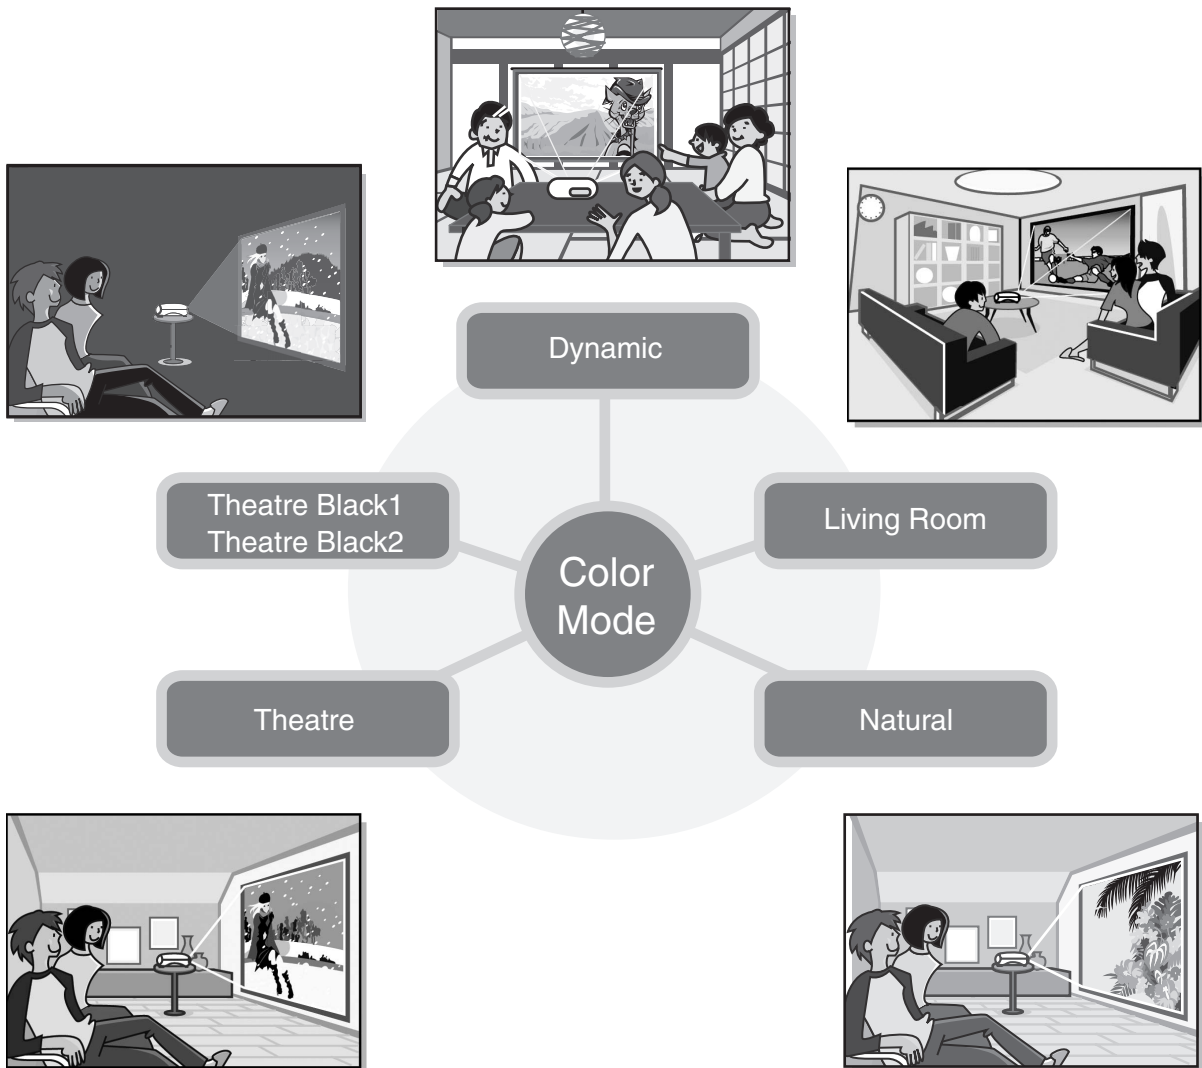 Dynamic
Theatre Black1
Theatre Black2
Living Room
Color
Mode
Theatre
Natural